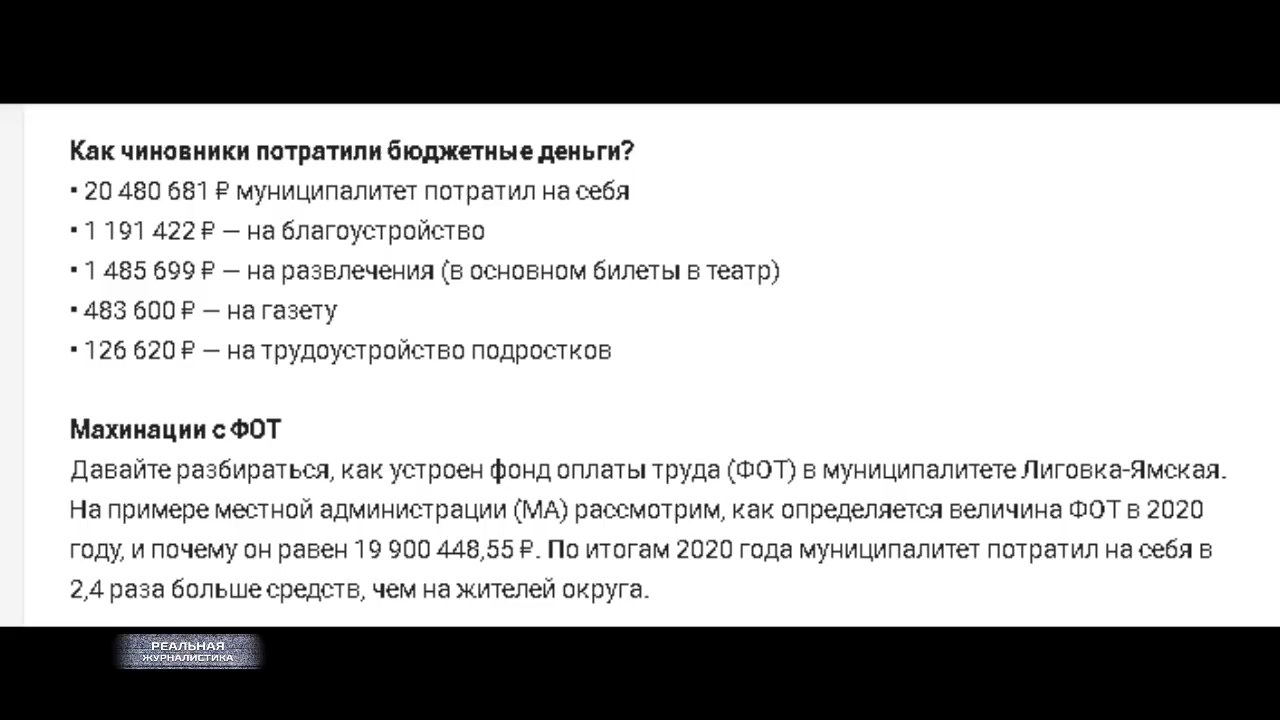 Как чиновники потратили бюджетные деньги?
▪ 20 480 681 ₽ муниципалитет потратил на себя
▪ 1 191 422 ₽ — на благоустройство
▪ 1 485 699 ₽ — на развлечения (в основном билеты в театр)
▪ 483 600 ₽ — на газету
▪ 126 620 ₽ — на трудоустройство подростков
Махинации с ФОТ
Давайте разбираться, как устроен фонд оплаты труда (ФОТ) в муниципалитете Лиговка-Ямская.
На примере местной администрации (МА) рассмотрим, как определяется величина ФОТ в 2020
году, и почему он равен 19 900 448,55 ₽. По итогам 2020 года муниципалитет потратил на себя в
2,4 раза больше средств, чем на жителей округа.
РЕАЛЬНАЯ
ЖУРНАЛИСТИКА